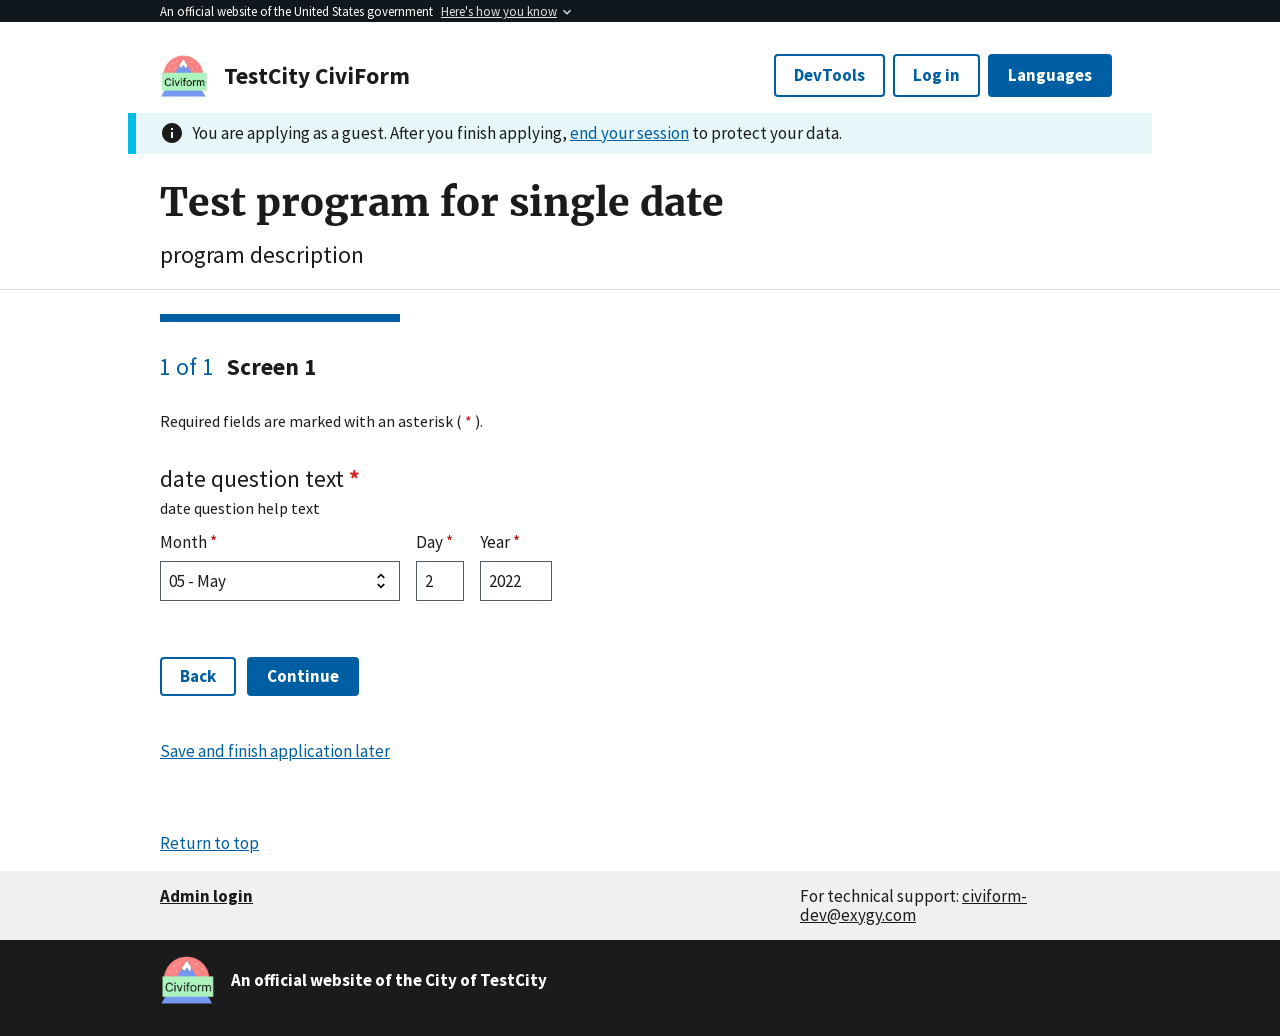 An official website of the United States government Here's how you know
Civiform
TestCity CiviForm
DevTools
Log in
Languages
You are applying as a guest. After you finish applying, end your session to protect your data.
Test program for single date
program description
1 of 1 Screen 1
Required fields are marked with an asterisk ( * ).
date question text *
date question help text
Month * Day * Year *
05 - May 2 2022
Back Continue
Save and finish application later
Return to top
Admin login
For technical support: civiform-
dev@exygy.com
Civiform
An official website of the City of TestCity